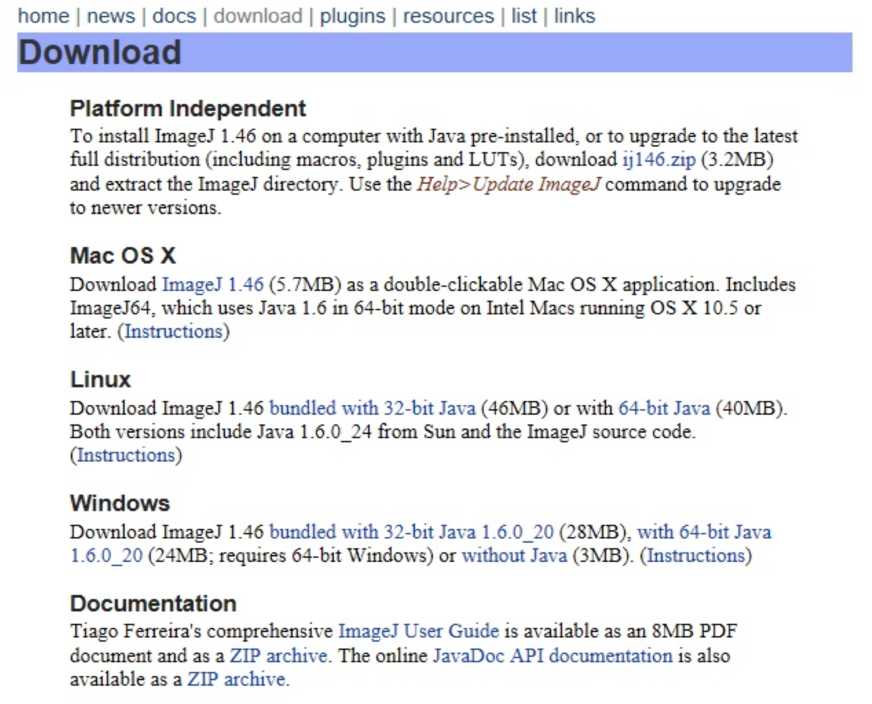 home | news | docs | download | plugins | resources | list | links
Download
Platform Independent
To install ImageJ 1.46 on a computer with Java pre-installed, or to upgrade to the latest
full distribution (including macros, plugins and LUTs), download ij146.zip (3.2MB)
and extract the ImageJ directory. Use the Help>Update ImageJ command to upgrade
to newer versions.
Mac OS X
Download ImageJ 1.46 (5.7MB) as a double-clickable Mac OS X application. Includes
ImageJ64, which uses Java 1.6 in 64-bit mode on Intel Macs running OS X 10.5 or
later. (Instructions)
Linux
Download ImageJ 1.46 bundled with 32-bit Java (46MB) or with 64-bit Java (40MB).
Both versions include Java 1.6.0_24 from Sun and the ImageJ source code.
(Instructions)
Windows
Download ImageJ 1.46 bundled with 32-bit Java 1.6.0_20 (28MB), with 64-bit Java
1.6.0_20 (24MB; requires 64-bit Windows) or without Java (3MB). (Instructions)
Documentation
Tiago Ferreira's comprehensive ImageJ User Guide is available as an 8MB PDF
document and as a ZIP archive. The online JavaDoc API documentation is also
available as a ZIP archive.